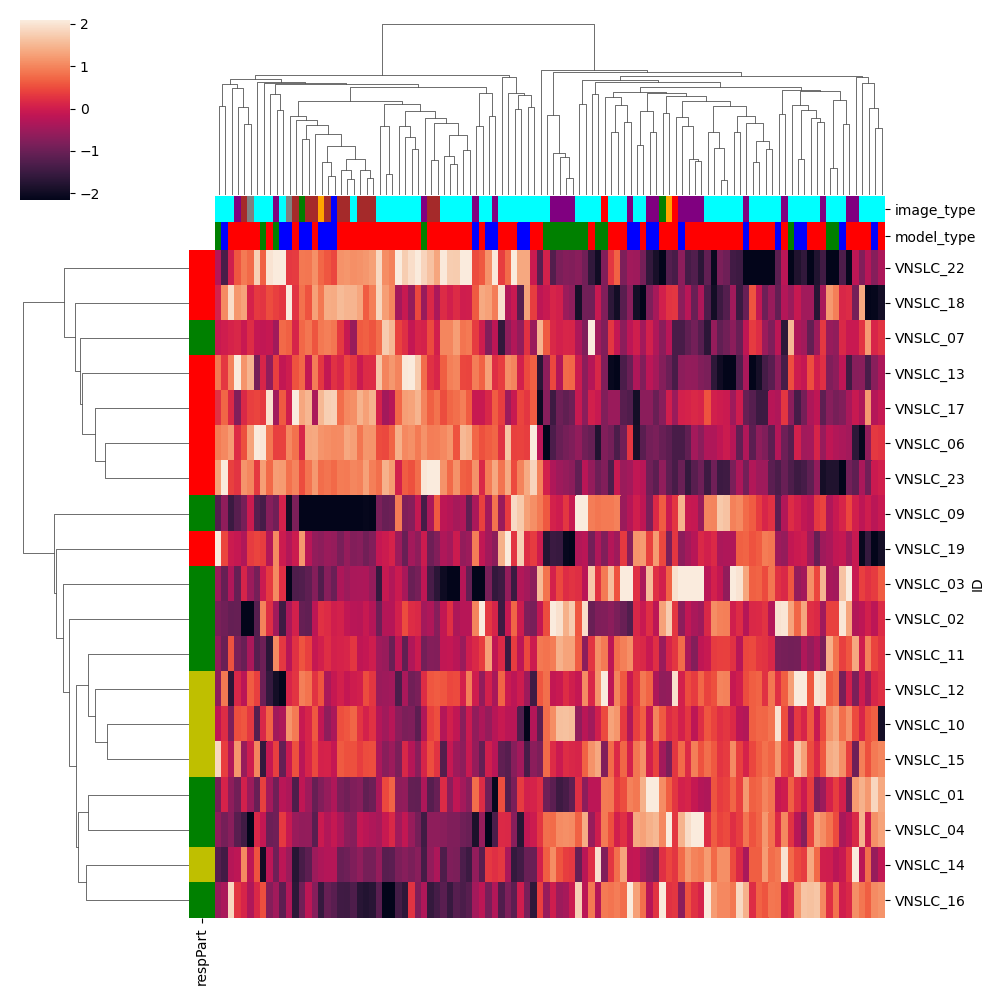 2
1
0
−1
−2
image_type
model_type
VNSLC_22
VNSLC_18
VNSLC_07
VNSLC_13
VNSLC_17
VNSLC_06
VNSLC_23
VNSLC_09
VNSLC_19
VNSLC_03
VNSLC_02
VNSLC_11
VNSLC_12
VNSLC_10
VNSLC_15
VNSLC_01
VNSLC_04
VNSLC_14
VNSLC_16
ID
respPart